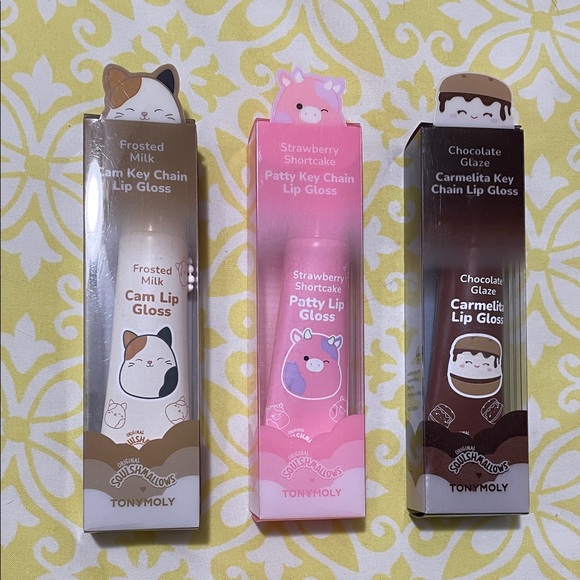 Frosted
Milk
Cam Key Chain
Lip Gloss
Frosted
Milk
Cam Lip
Gloss
ORIGINAL
SQUISHMALLOWS
TONYMOLY
Strawberry
Shortcake
Patty Key Chain
Lip Gloss
Strawberry
Shortcake
Patty Lip
Gloss
ORIGINAL
SQUISHMALLOWS
TONYMOLY
Chocolate
Glaze
Carmelita Key
Chain Lip Gloss
Chocolate
Glaze
Carmelita
Lip Gloss
ORIGINAL
SQUISHMALLOWS
TONYMOLY